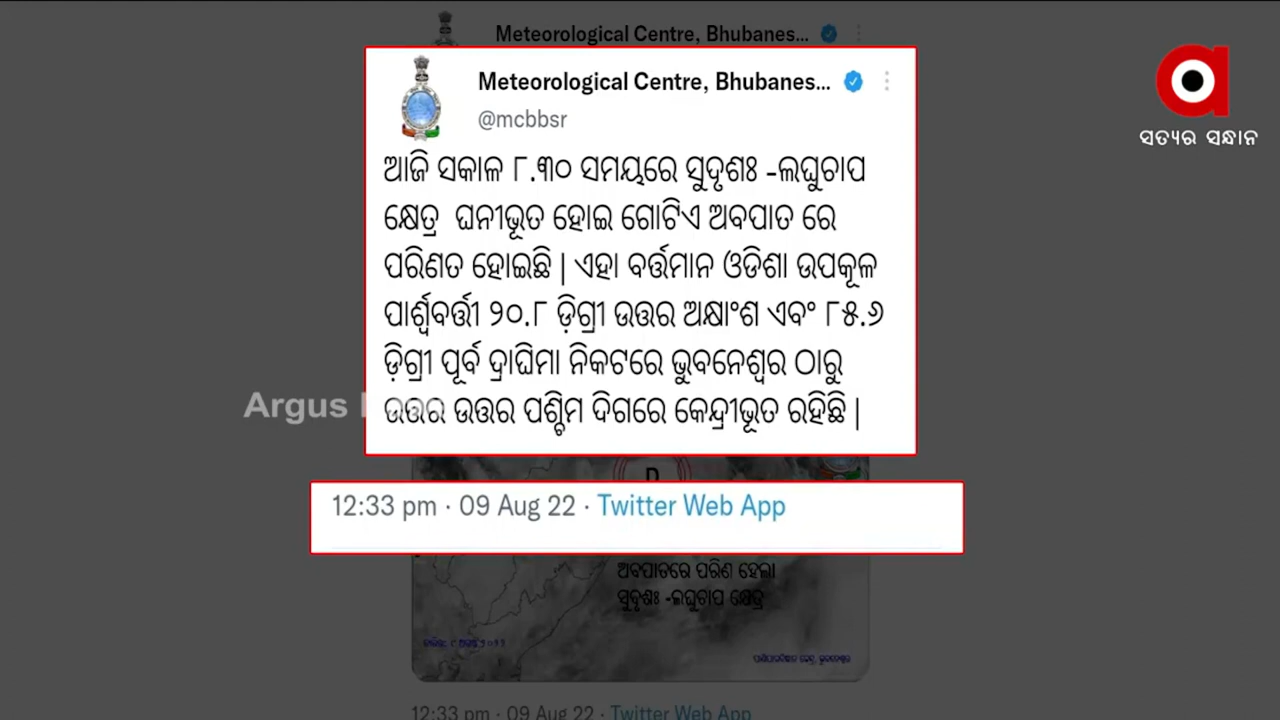 Meteorological Centre, Bhubanes...
Meteorological Centre, Bhubanes...
@mcbbsr
ସତ୍ୟର ସନ୍ଧାନ
ଆଜି ସକାଳ ୮.୩୦ ସମୟରେ ସୁଦୃଶଃ -ଲଘୁଚାପ
କ୍ଷେତ୍ର ଘନୀଭୂତ ହୋଇ ଗୋଟିଏ ଅବପାତ ରେ
ପରିଣତ ହୋଇଛି | ଏହା ବର୍ତ୍ତମାନ ଓଡିଶା ଉପକୂଳ
ପାର୍ଶ୍ୱବର୍ତ୍ତୀ ୨୦.୮ ଡ଼ିଗ୍ରୀ ଉତ୍ତର ଅକ୍ଷାଂଶ ଏବଂ ୮୫.୬
ଡ଼ିଗ୍ରୀ ପୂର୍ବ ଦ୍ରାଘିମା ନିକଟରେ ଭୁବନେଶ୍ୱର ଠାରୁ
ଉତ୍ତର ଉତ୍ତର ପଶ୍ଚିମ ଦିଗରେ କେନ୍ଦ୍ରୀଭୂତ ରହିଛି |
Argus News
D
12:33 pm · 09 Aug 22 · Twitter Web App
ଅବପାତରେ ପରିଣ ହେଲା
ସୁଦୃଶଃ -ଲଘୁଚାପ କ୍ଷେତ୍ର
12:33 pm · 09 Aug 22 · Twitter Web App